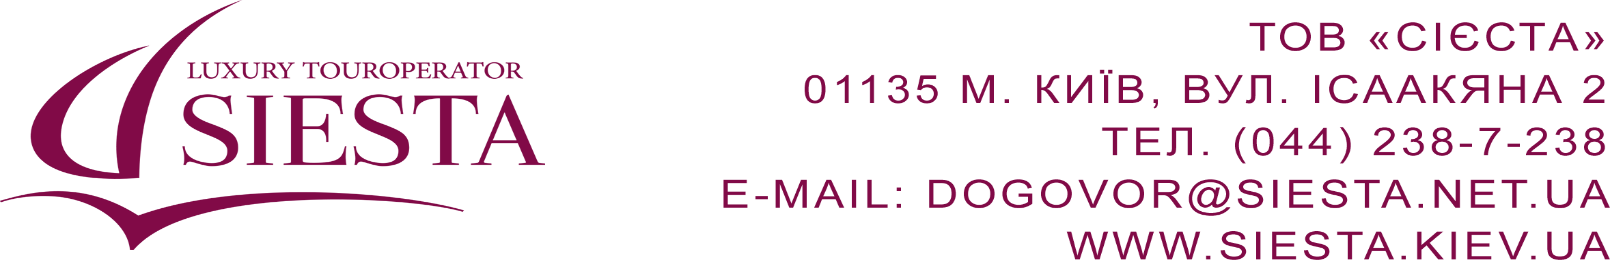 LUXURY TOUROPERATOR
SIESTA
ТОВ «СІЄСТА»
01135 М. КИЇВ, ВУЛ. ІСААКЯНА 2
ТЕЛ. (044) 238-7-238
E-MAIL: DOGOVOR@SIESTA.NET.UA
WWW.SIESTA.KIEV.UA